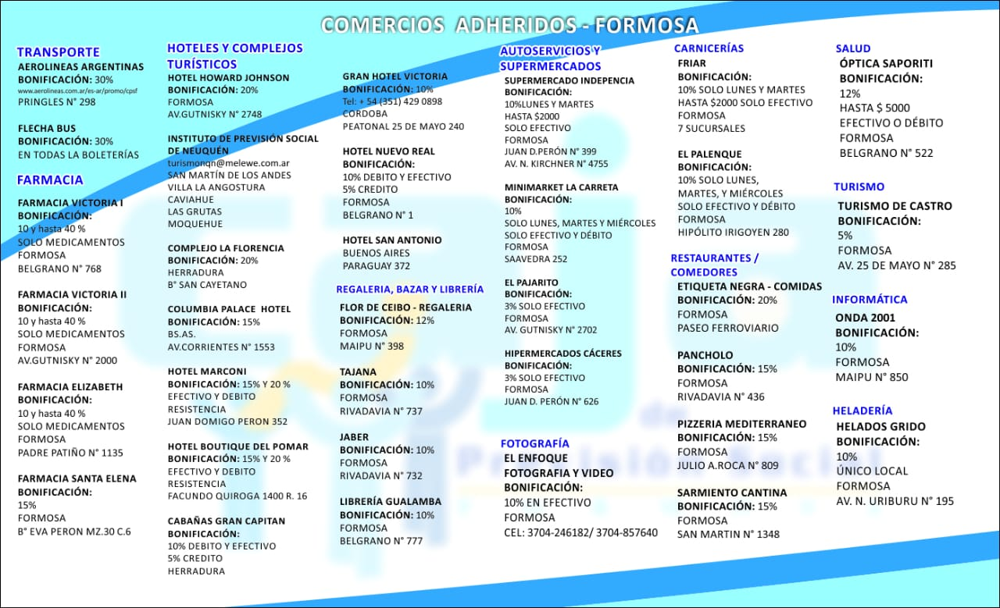 COMERCIOS ADHERIDOS - FORMOSA
TRANSPORTE
AEROLINEAS ARGENTINAS
BONIFICACIÓN: 30%
www.aerolineas.com.ar/es-ar/promo/cpsf
PRINGLES N° 298
FLECHA BUS
BONIFICACIÓN: 30%
EN TODAS LA BOLETERÍAS
FARMACIA
FARMACIA VICTORIA I
BONIFICACIÓN:
10 y hasta 40 %
SOLO MEDICAMENTOS
FORMOSA
BELGRANO N° 768
FARMACIA VICTORIA II
BONIFICACIÓN:
10 y hasta 40 %
SOLO MEDICAMENTOS
FORMOSA
AV.GUTNISKY N° 2000
FARMACIA ELIZABETH
BONIFICACIÓN:
10 y hasta 40 %
SOLO MEDICAMENTOS
FORMOSA
PADRE PATIÑO N° 1135
FARMACIA SANTA ELENA
BONIFICACIÓN:
15%
FORMOSA
B° EVA PERON MZ.30 C.6
HOTELES Y COMPLEJOS
TURÍSTICOS
HOTEL HOWARD JOHNSON
BONIFICACIÓN: 20%
FORMOSA
AV.GUTNISKY N° 2748
INSTITUTO DE PREVISIÓN SOCIAL
DE NEUQUÉN
turismonqn@melewe.com.ar
SAN MARTÍN DE LOS ANDES
VILLA LA ANGOSTURA
CAVIAHUE
LAS GRUTAS
MOQUEHUE
COMPLEJO LA FLORENCIA
BONIFICACIÓN: 20%
HERRADURA
B° SAN CAYETANO
COLUMBIA PALACE HOTEL
BONIFICACIÓN: 15%
BS.AS.
AV.CORRIENTES N° 1553
HOTEL MARCONI
BONIFICACIÓN: 15% Y 20 %
EFECTIVO Y DEBITO
RESISTENCIA
JUAN DOMIGO PERON 352
HOTEL BOUTIQUE DEL POMAR
BONIFICACIÓN: 15% Y 20 %
EFECTIVO Y DEBITO
RESISTENCIA
FACUNDO QUIROGA 1400 R. 16
CABAÑAS GRAN CAPITAN
BONIFICACIÓN:
10% DEBITO Y EFECTIVO
5% CREDITO
HERRADURA
GRAN HOTEL VICTORIA
BONIFICACIÓN: 10%
Tel: + 54 (351) 429 0898
CORDOBA
PEATONAL 25 DE MAYO 240
HOTEL NUEVO REAL
BONIFICACIÓN:
10% DEBITO Y EFECTIVO
5% CREDITO
FORMOSA
BELGRANO N° 1
HOTEL SAN ANTONIO
BUENOS AIRES
PARAGUAY 372
REGALERIA, BAZAR Y LIBRERÍA
FLOR DE CEIBO - REGALERIA
BONIFICACIÓN: 12%
FORMOSA
MAIPU N° 398
TAJANA
BONIFICACIÓN: 10%
FORMOSA
RIVADAVIA N° 737
JABER
BONIFICACIÓN: 10%
FORMOSA
RIVADAVIA N° 732
LIBRERÍA GUALAMBA
BONIFICACIÓN: 10%
FORMOSA
BELGRANO N° 777
AUTOSERVICIOS Y
SUPERMERCADOS
SUPERMERCADO INDEPENCIA
BONIFICACIÓN:
10%LUNES Y MARTES
HASTA $2000
SOLO EFECTIVO
FORMOSA
JUAN D.PERÓN N° 399
AV. N. KIRCHNER N° 4755
MINIMARKET LA CARRETA
BONIFICACIÓN:
10%
SOLO LUNES, MARTES Y MIÉRCOLES
SOLO EFECTIVO Y DÉBITO
FORMOSA
SAAVEDRA 252
EL PAJARITO
BONIFICACIÓN:
3% SOLO EFECTIVO
FORMOSA
AV. GUTNISKY N° 2702
HIPERMERCADOS CÁCERES
BONIFICACIÓN:
3% SOLO EFECTIVO
FORMOSA
JUAN D. PERÓN N° 626
FOTOGRAFÍA
EL ENFOQUE
FOTOGRAFIA Y VIDEO
BONIFICACIÓN:
10% EN EFECTIVO
FORMOSA
CEL: 3704-246182/ 3704-857640
CARNICERÍAS
FRIAR
BONIFICACIÓN:
10% SOLO LUNES Y MARTES
HASTA $2000 SOLO EFECTIVO
FORMOSA
7 SUCURSALES
EL PALENQUE
BONIFICACIÓN:
10% SOLO LUNES,
MARTES, Y MIÉRCOLES
SOLO EFECTIVO Y DÉBITO
FORMOSA
HIPÓLITO IRIGOYEN 280
RESTAURANTES /
COMEDORES
ETIQUETA NEGRA - COMIDAS
BONIFICACIÓN: 20%
FORMOSA
PASEO FERROVIARIO
PANCHOLO
BONIFICACIÓN: 15%
FORMOSA
RIVADAVIA N° 436
PIZZERIA MEDITERRANEO
BONIFICACIÓN: 15%
FORMOSA
JULIO A.ROCA N° 809
SARMIENTO CANTINA
BONIFICACIÓN: 15%
FORMOSA
SAN MARTIN N° 1348
SALUD
ÓPTICA SAPORITI
BONIFICACIÓN:
12%
HASTA $ 5000
EFECTIVO O DÉBITO
FORMOSA
BELGRANO N° 522
TURISMO
TURISMO DE CASTRO
BONIFICACIÓN:
5%
FORMOSA
AV. 25 DE MAYO N° 285
INFORMÁTICA
ONDA 2001
BONIFICACIÓN:
10%
FORMOSA
MAIPU N° 850
HELADERÍA
HELADOS GRIDO
BONIFICACIÓN:
10%
ÚNICO LOCAL
FORMOSA
AV. N. URIBURU N° 195
caja
de
Previsión Social